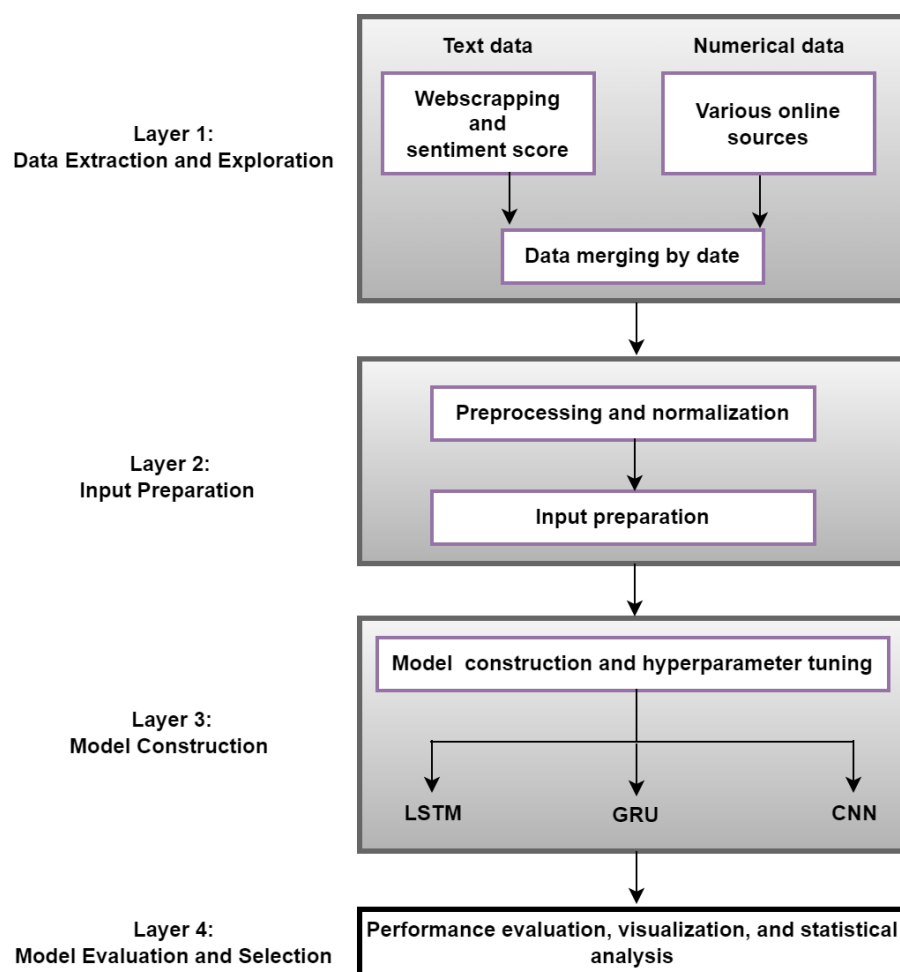 Text data
Numerical data
Webscrapping
and
sentiment score
Various online
sources
Layer 1:
Data Extraction and Exploration
Data merging by date
Preprocessing and normalization
Layer 2:
Input Preparation
Input preparation
Model construction and hyperparameter tuning
Layer 3:
Model Construction
LSTM
GRU
CNN
Layer 4:
Model Evaluation and Selection
Performance evaluation, visualization, and statistical
analysis